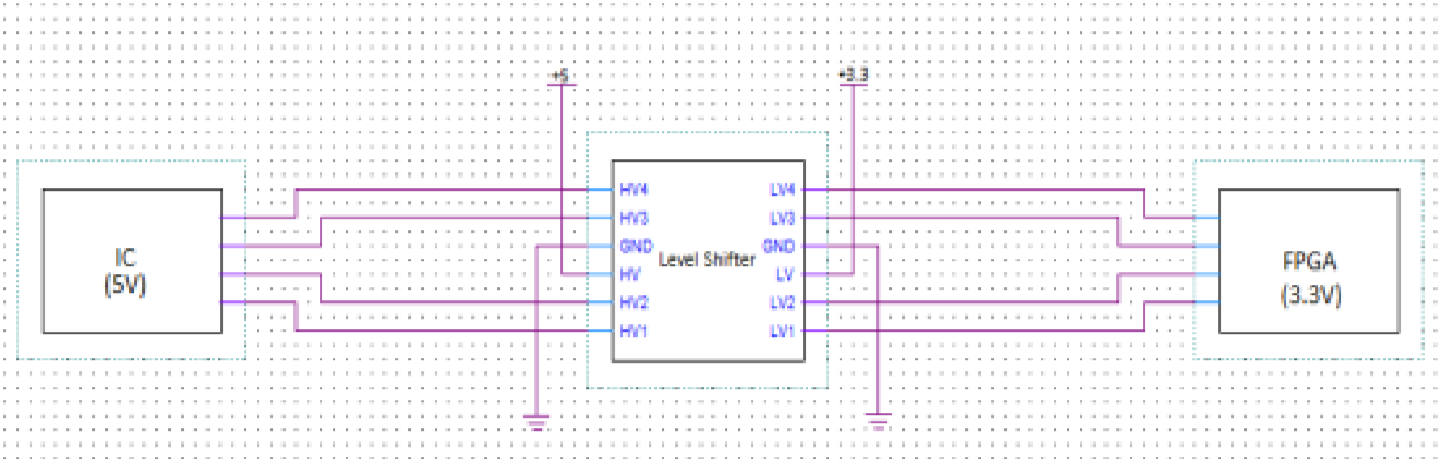 +5
+3.3
HV4
LV4
HV3
LV3
GND
GND
IC
(5V)
Level Shifter
FPGA
(3.3V)
HV
LV
HV2
LV2
HV1
LV1